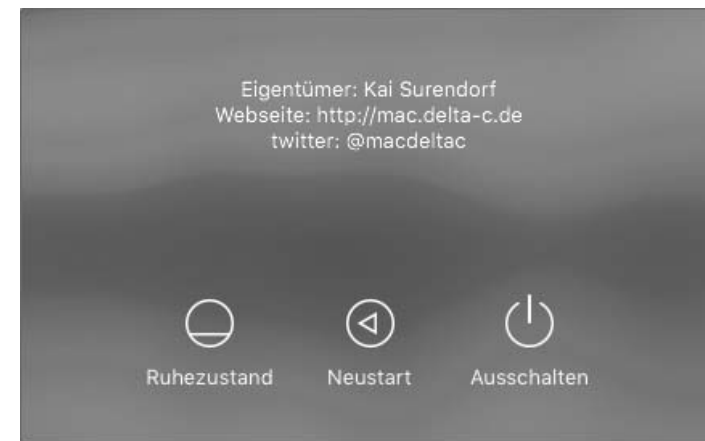 Eigentümer: Kai Surendorf
Webseite: http://mac.delta-c.de
twitter: @macdeltac
Ruhezustand Neustart Ausschalten